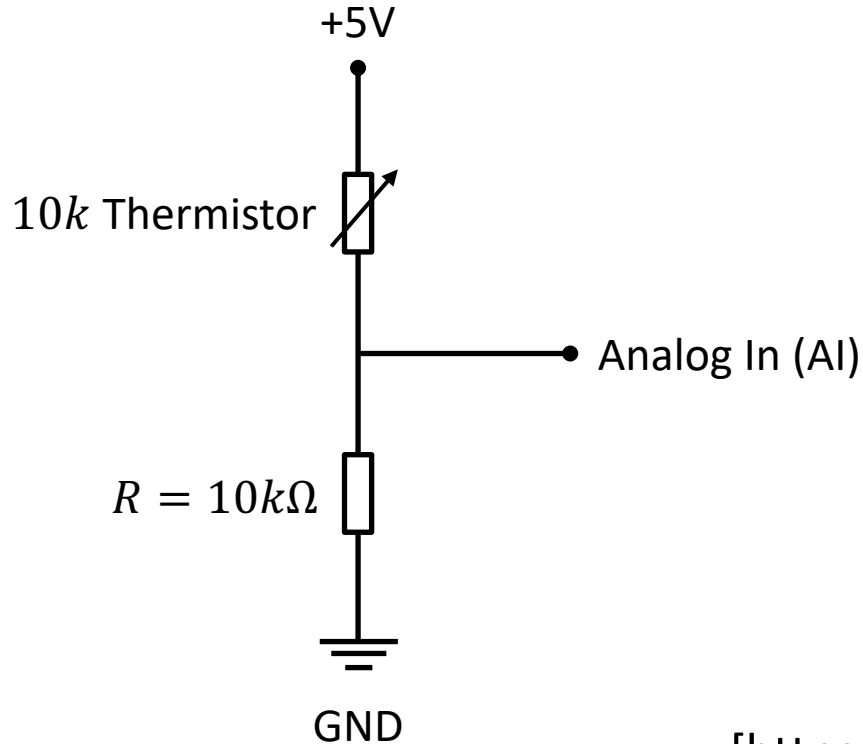 +5V
10k Thermistor
Analog In (AI)
R = 10kΩ
GND